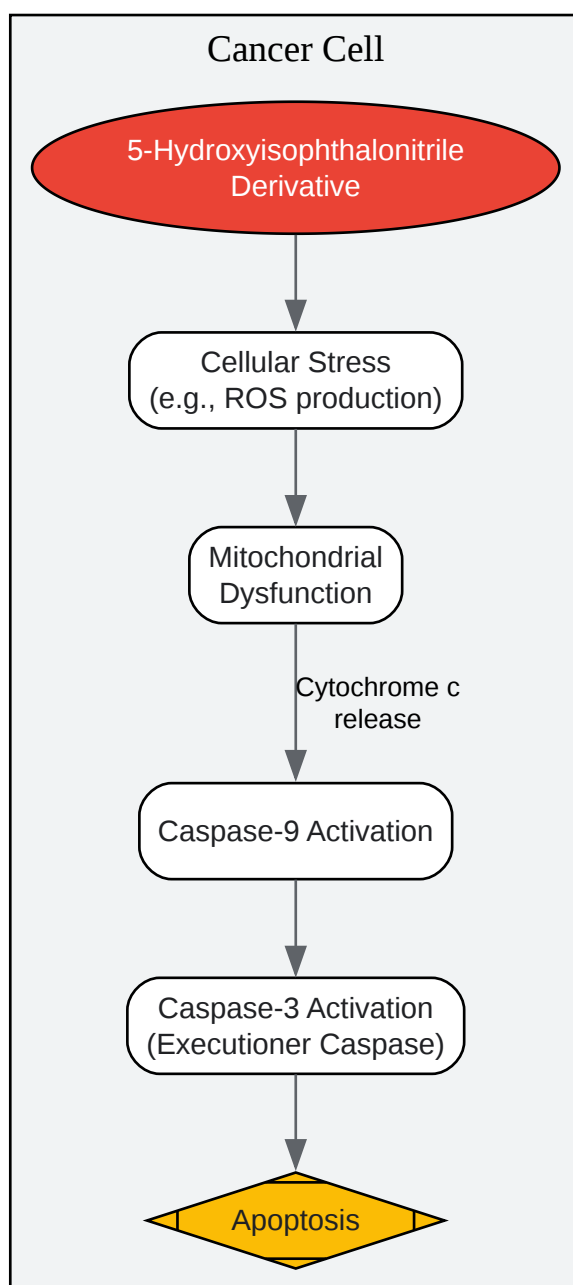 Cancer Cell
5-Hydroxyisophthalonitrile
Derivative
Cellular Stress
(e.g., ROS production)
Mitochondrial
Dysfunction
Cytochrome c
release
Caspase-9 Activation
Caspase-3 Activation
(Executioner Caspase)
Apoptosis